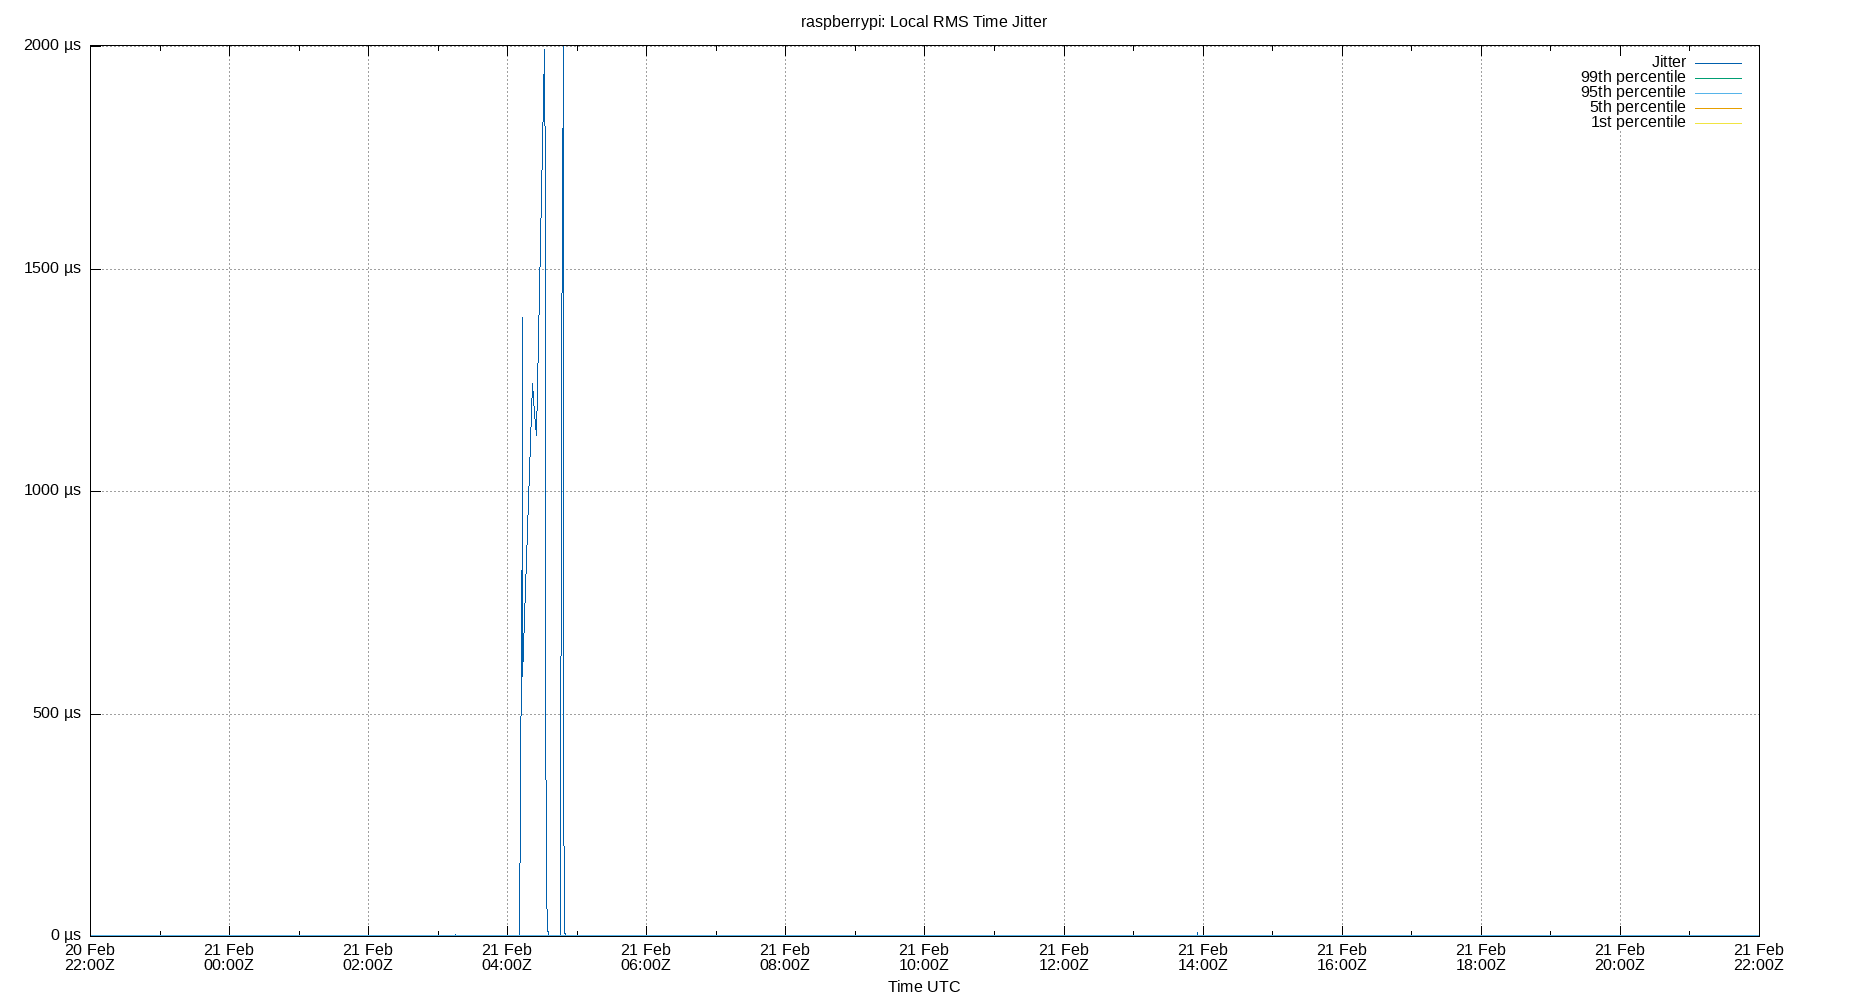 raspberrypi: Local RMS Time Jitter
2000 µs
1500 µs
1000 µs
500 µs
0 µs
Jitter
99th percentile
95th percentile
5th percentile
1st percentile
20 Feb 21 Feb 21 Feb 21 Feb 21 Feb 21 Feb 21 Feb 21 Feb 21 Feb 21 Feb 21 Feb 21 Feb 21 Feb
22:00Z 00:00Z 02:00Z 04:00Z 06:00Z 08:00Z 10:00Z 12:00Z 14:00Z 16:00Z 18:00Z 20:00Z 22:00Z
Time UTC